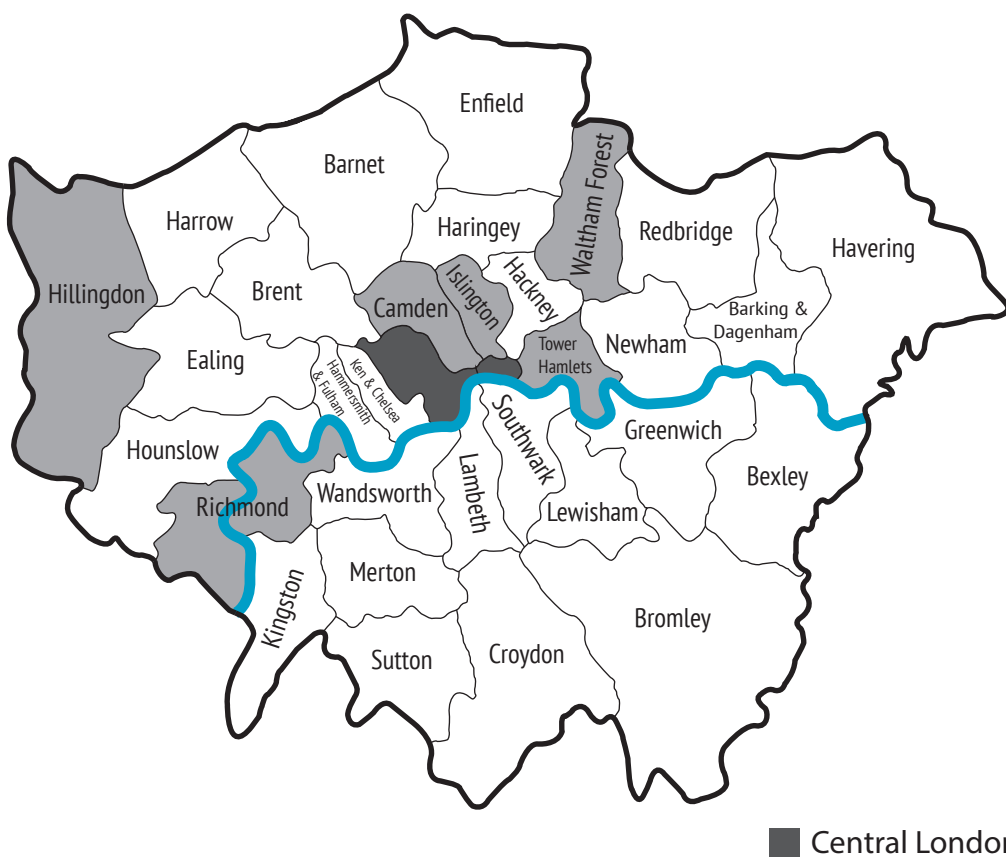 Enfield
Barnet
Waltham Forest
Harrow
Haringey
Redbridge
Havering
Hillingdon
Brent
Camden
Islington
Hackney
Barking &
Dagenham
Ealing
Tower
Hamlets
Newham
Hammersmith
& Fulham
Ken & Chelsea
Hounslow
Southwark
Greenwich
Richmond
Wandsworth
Lambeth
Lewisham
Bexley
Merton
Kingston
Bromley
Sutton
Croydon
Central London